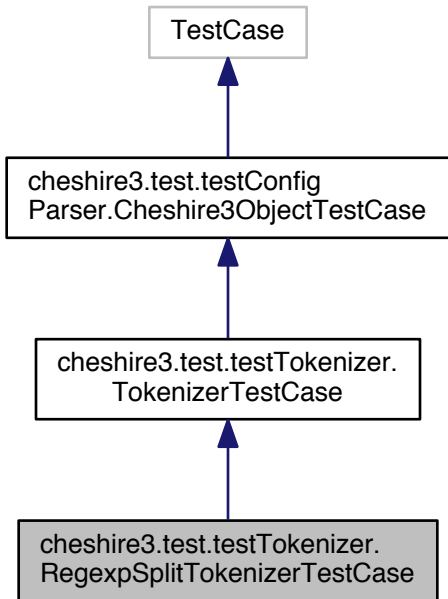 TestCase
cheshire3.test.testConfig
Parser.Cheshire3ObjectTestCase
cheshire3.test.testTokenizer.
TokenizerTestCase
cheshire3.test.testTokenizer.
RegexpSplitTokenizerTestCase